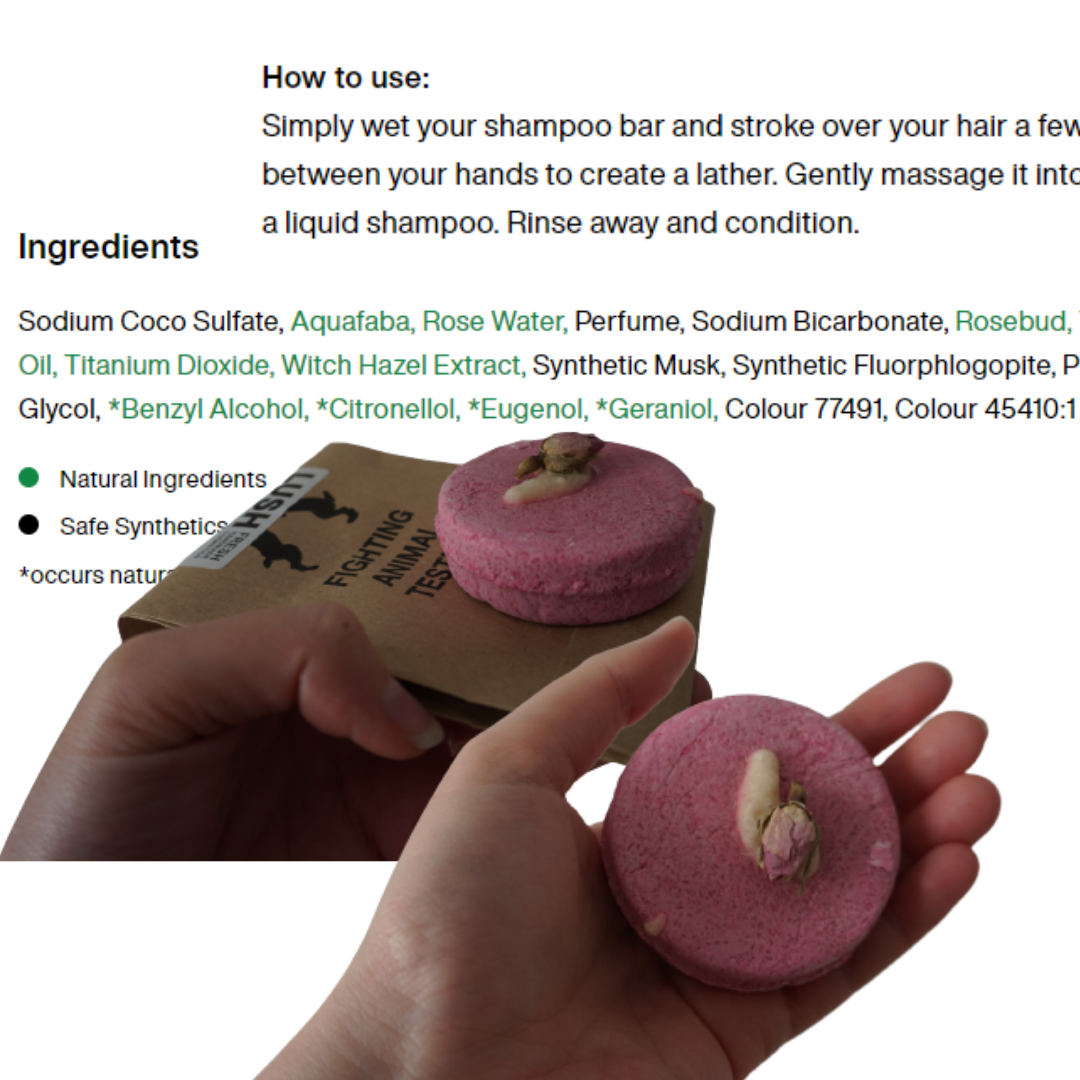 How to use:
Simply wet your shampoo bar and stroke over your hair a few
between your hands to create a lather. Gently massage it into
a liquid shampoo. Rinse away and condition.
Ingredients
Sodium Coco Sulfate, Aquafaba, Rose Water, Perfume, Sodium Bicarbonate, Rosebud,
Oil, Titanium Dioxide, Witch Hazel Extract, Synthetic Musk, Synthetic Fluorphlogopite, P
Glycol, *Benzyl Alcohol, *Citronellol, *Eugenol, *Geraniol, Colour 77491, Colour 45410:1
Natural Ingredients
Safe Synthetics
*occurs natura
LUSH
FRESH
FIGHTING
ANIMAL
TEST